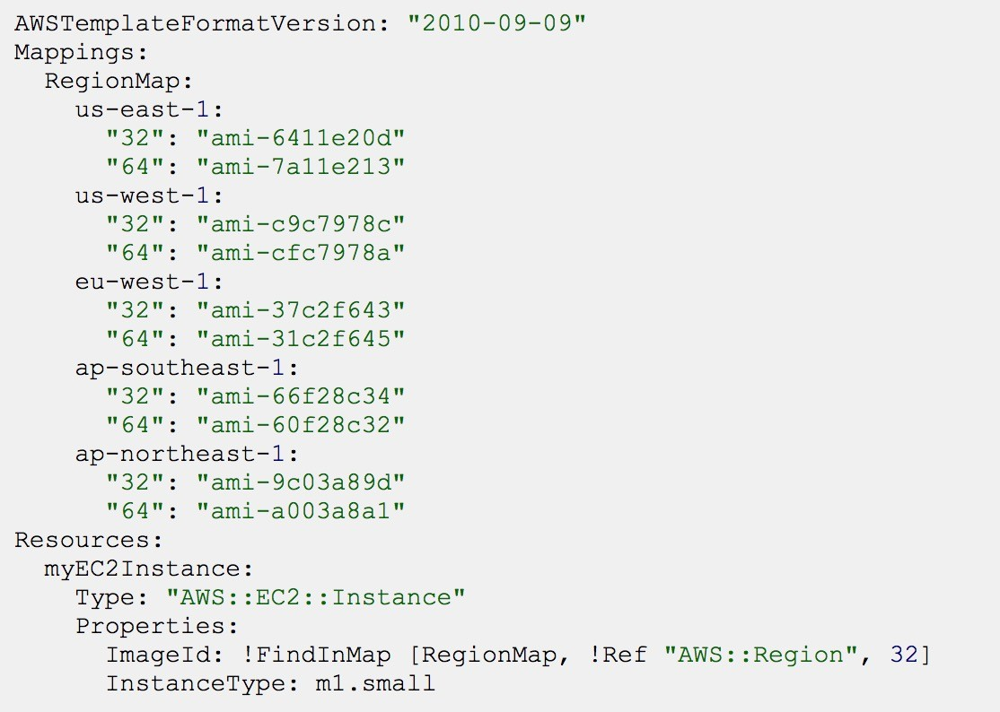 AWSTemplateFormatVersion: "2010-09-09"
Mappings:
  RegionMap:
    us-east-1:
      "32": "ami-6411e20d"
      "64": "ami-7a11e213"
    us-west-1:
      "32": "ami-c9c7978c"
      "64": "ami-cfc7978a"
    eu-west-1:
      "32": "ami-37c2f643"
      "64": "ami-31c2f645"
    ap-southeast-1:
      "32": "ami-66f28c34"
      "64": "ami-60f28c32"
    ap-northeast-1:
      "32": "ami-9c03a89d"
      "64": "ami-a003a8a1"
Resources:
  myEC2Instance:
    Type: "AWS::EC2::Instance"
    Properties:
      ImageId: !FindInMap [RegionMap, !Ref "AWS::Region", 32]
      InstanceType: m1.small